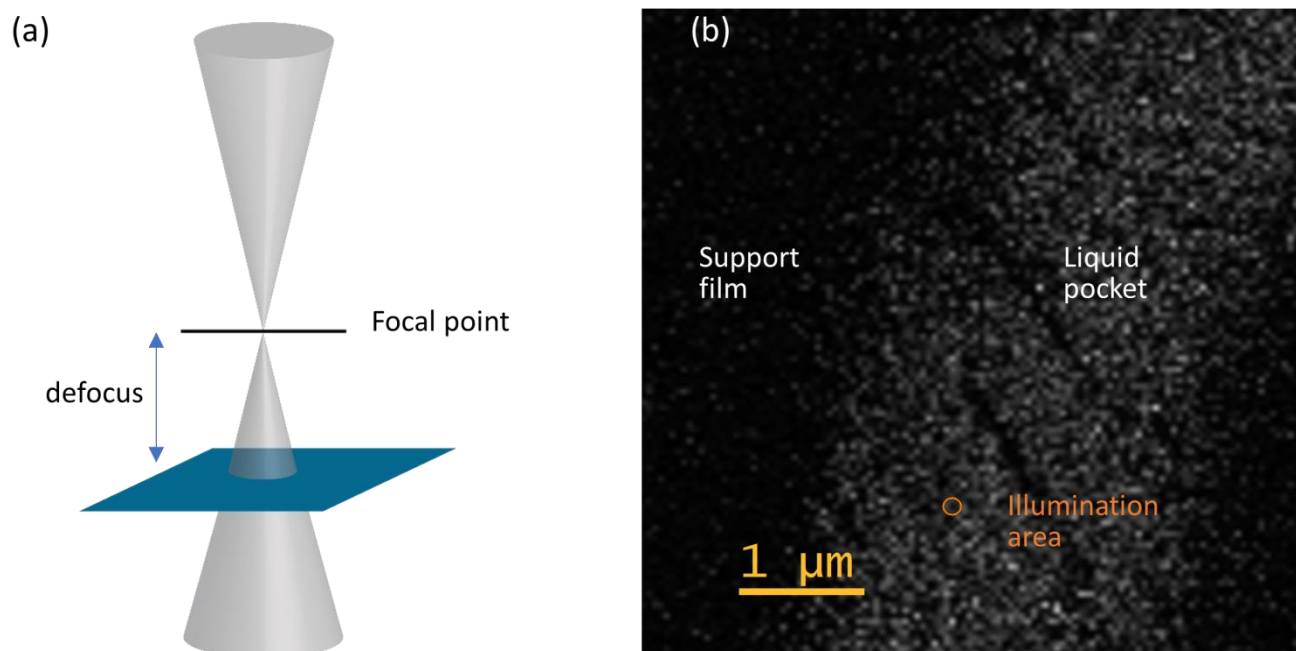 (a)
Focal point
defocus
(b)
Support
film
Liquid
pocket
Illumination
area
1 μm